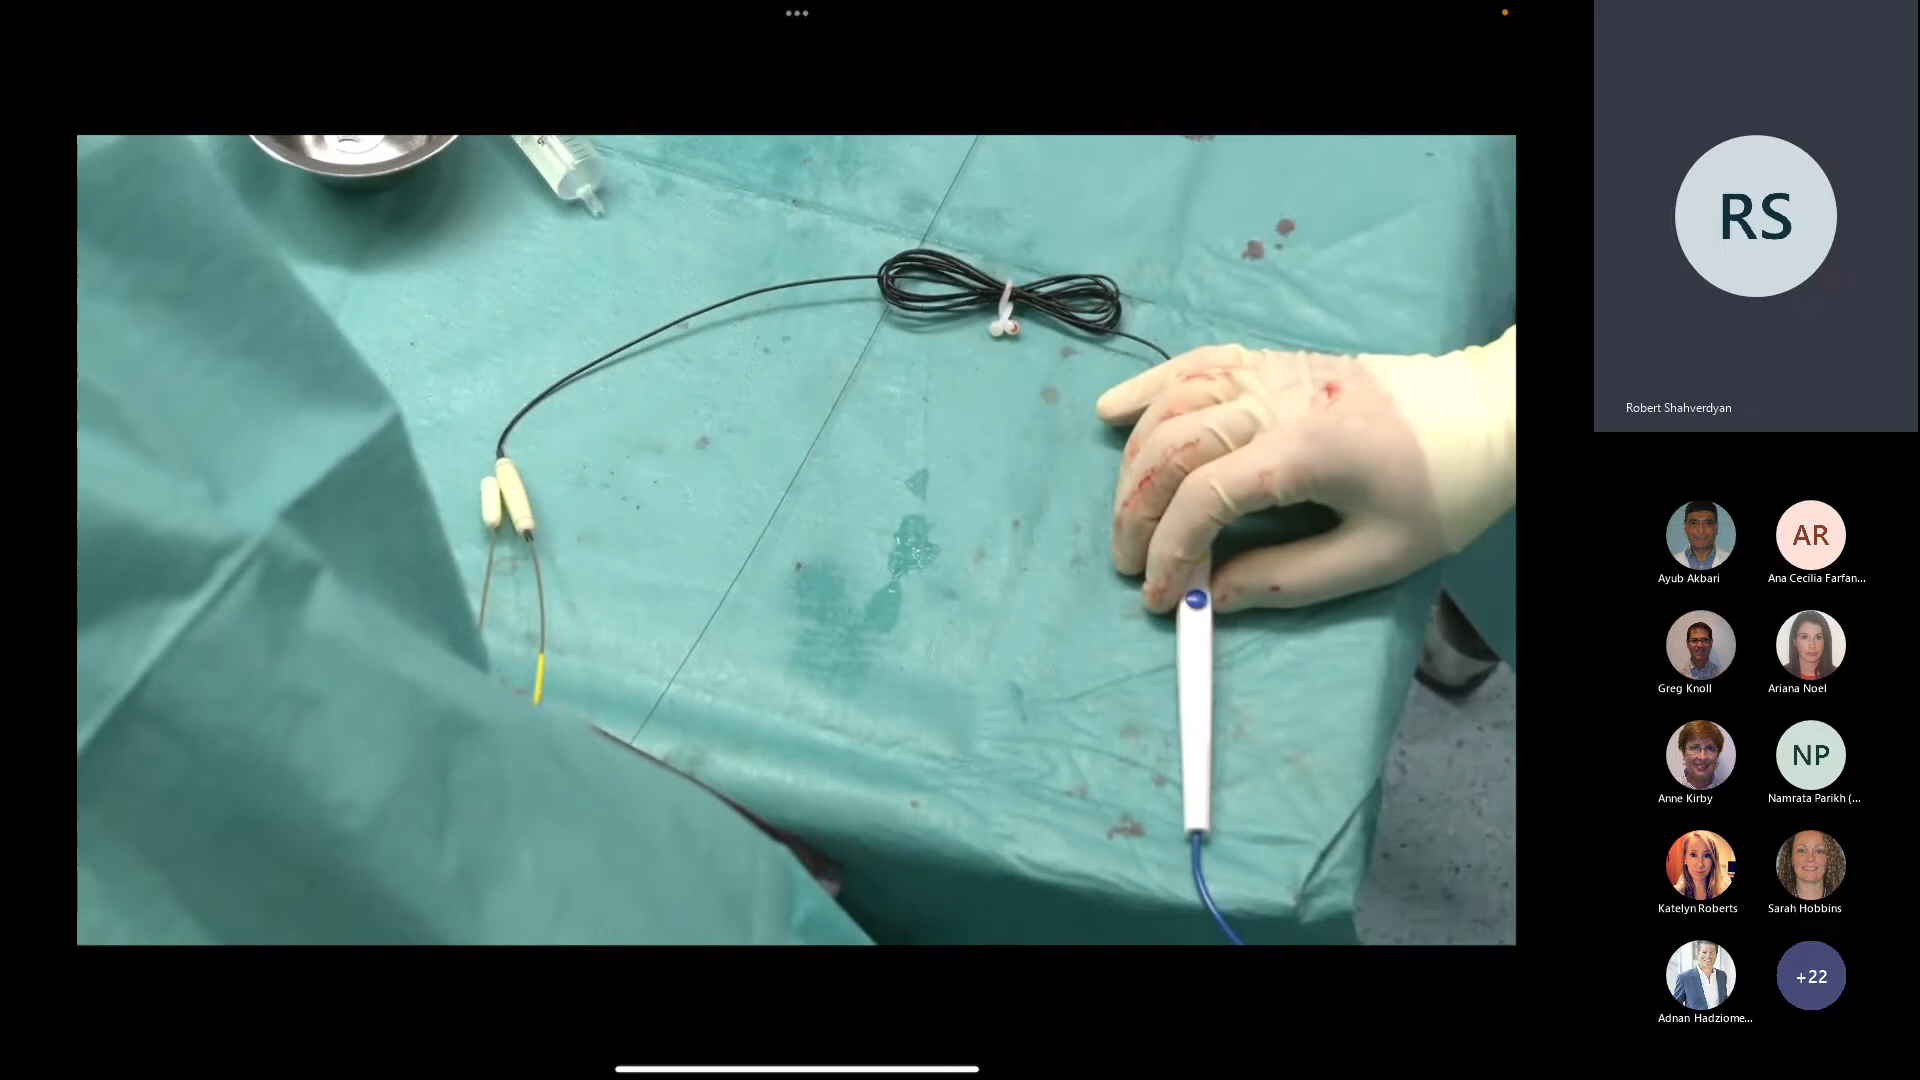 RS
Robert Shahverdyan
AR
Ayub Akbari
Ana Cecilia Farfan...
Greg Knoll
Ariana Noel
NP
Anne Kirby
Namrata Parikh (...
Katelyn Roberts
Sarah Hobbins
+22
Adnan Hadziome...